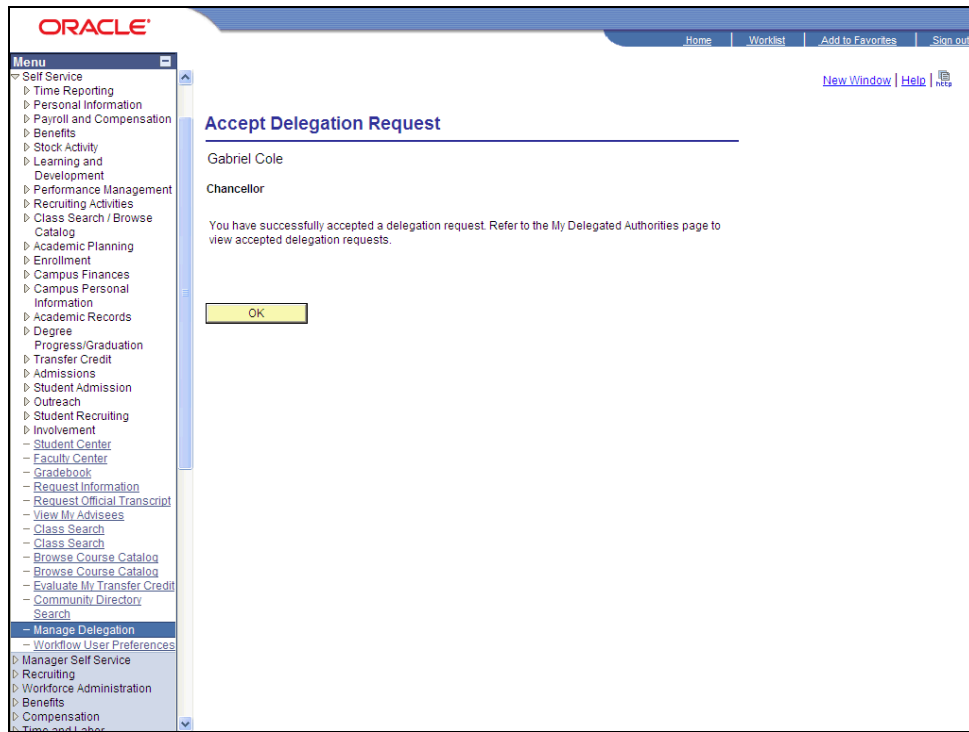 ORACLE
Home
Worklist
Add to Favorites
Sign out
Menu
New Window | Help |
http
Self Service
Time Reporting
Personal Information
Payroll and Compensation
Benefits
Stock Activity
Learning and
Development
Performance Management
Recruiting Activities
Class Search / Browse
Catalog
Academic Planning
Enrollment
Campus Finances
Campus Personal
Information
Academic Records
Degree
Progress/Graduation
Transfer Credit
Admissions
Student Admission
Outreach
Student Recruiting
Involvement
Student Center
Faculty Center
Gradebook
Request Information
Request Official Transcript
View My Advisees
Class Search
Class Search
Browse Course Catalog
Browse Course Catalog
Evaluate My Transfer Credit
Community Directory
Search
Manage Delegation
Workflow User Preferences
Manager Self Service
Recruiting
Workforce Administration
Benefits
Compensation
Time and Labor
Accept Delegation Request
Gabriel Cole
Chancellor
You have successfully accepted a delegation request. Refer to the My Delegated Authorities page to
view accepted delegation requests.
OK